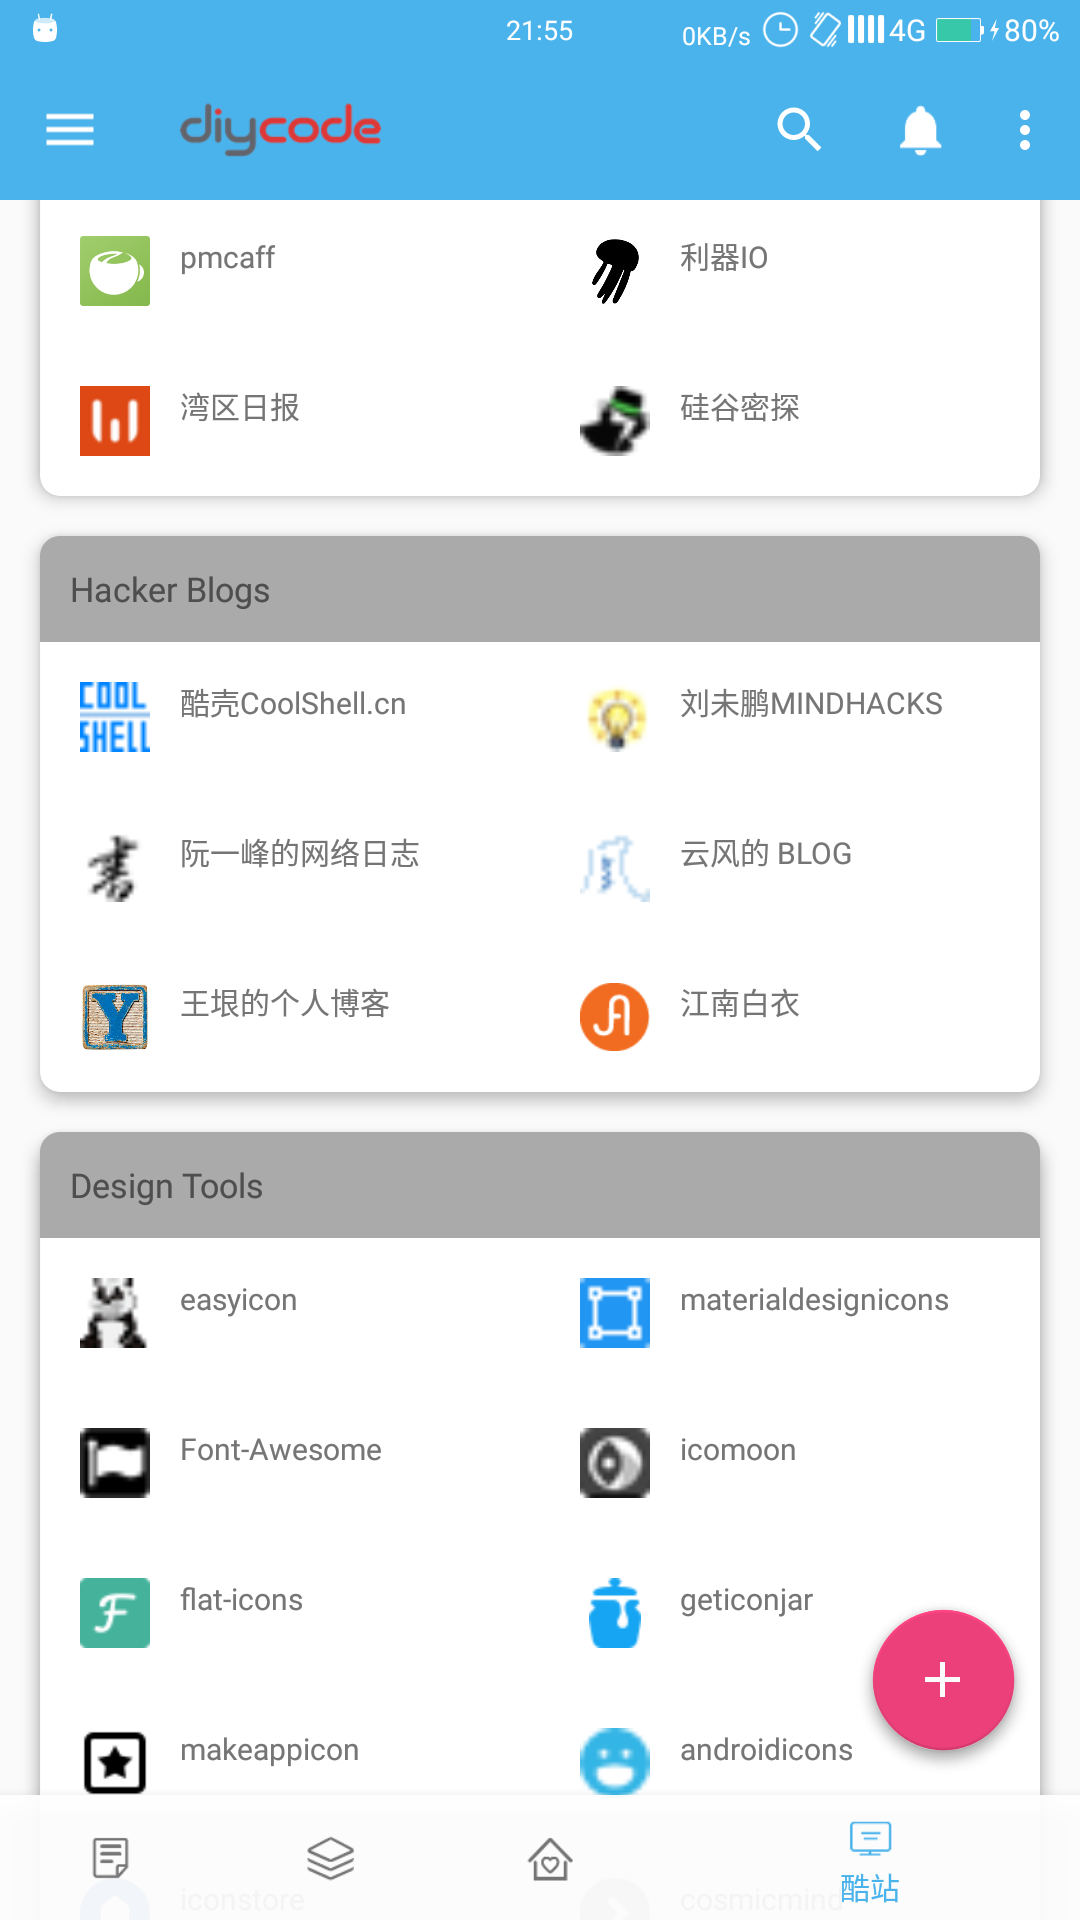 21:55
0KB/s 4G 80%
diycode
pmcaff
利器IO
湾区日报
硅谷密探
Hacker Blogs
COOL SHELL
酷壳CoolShell.cn
刘未鹏MINDHACKS
书
阮一峰的网络日志
风
云风的 BLOG
Y
王垠的个人博客
江南白衣
Design Tools
easyicon
materialdesignicons
Font-Awesome
icomoon
F
flat-icons
geticonjar
makeappicon
androidicons
iconstore
cosmicmind
酷站